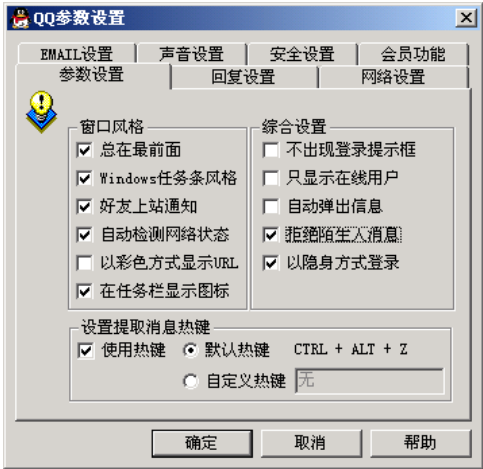 QQ参数设置
EMAIL设置 声音设置 安全设置 会员功能
参数设置 回复设置 网络设置
窗口风格
总在最前面
Windows任务条风格
好友上站通知
自动检测网络状态
以彩色方式显示URL
在任务栏显示图标
综合设置
不出现登录提示框
只显示在线用户
自动弹出信息
拒绝陌生人消息
以隐身方式登录
设置提取消息热键
使用热键 默认热键 CTRL + ALT + Z
自定义热键 无
确定 取消 帮助